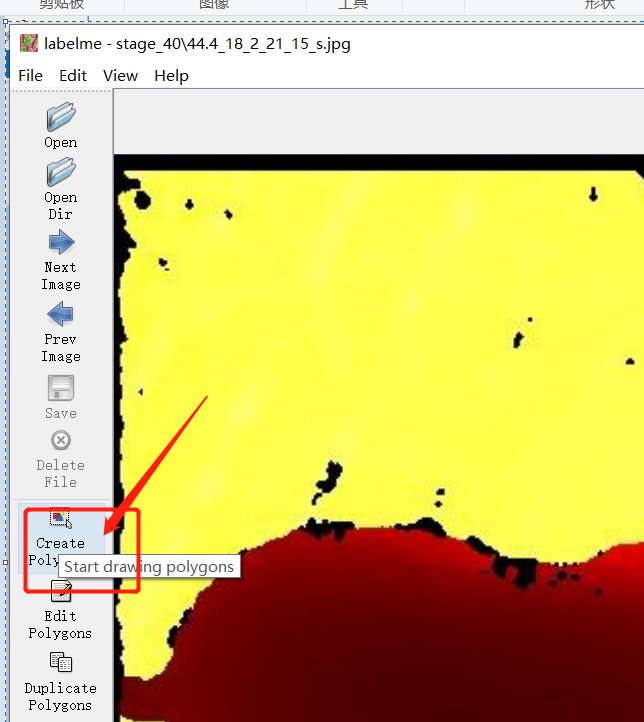 剪贴板 图像 工具 形状
labelme - stage_40\44.4_18_2_21_15_s.jpg
File Edit View Help
Open
Open
Dir
Next
Image
Prev
Image
Save
Delete
File
Create
Start drawing polygons
Edit
Polygons
Duplicate
Polygons